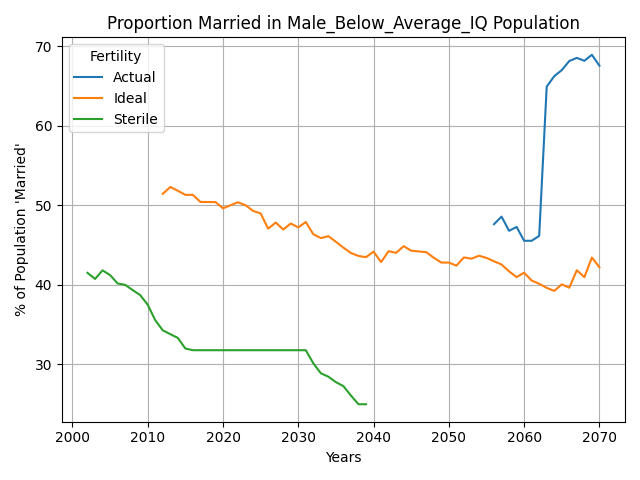 Proportion Married in Male_Below_Average_IQ Population
Fertility
Actual
Ideal
Sterile
% of Population 'Married'
70
60
50
40
30
2000 2010 2020 2030 2040 2050 2060 2070
Years